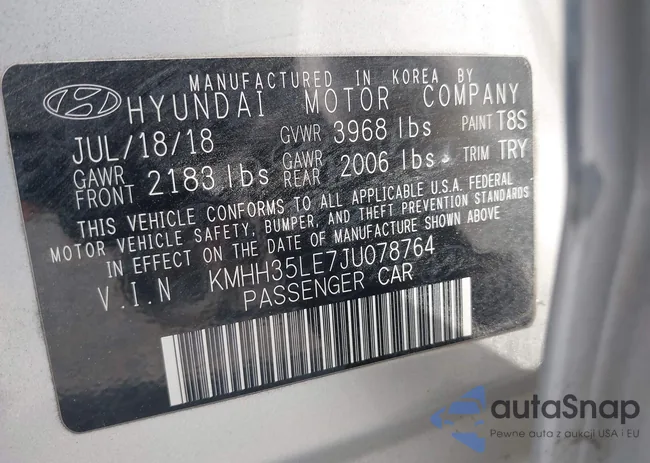 MANUFACTURED IN KOREA BY
HYUNDAI MOTOR COMPANY
JUL/18/18 GVWR 3968 lbs PAINT T8S
GAWR FRONT 2183 lbs GAWR REAR 2006 lbs TRIM TRY
THIS VEHICLE CONFORMS TO ALL APPLICABLE U.S.A. FEDERAL
MOTOR VEHICLE SAFETY, BUMPER, AND THEFT PREVENTION STANDARDS
IN EFFECT ON THE DATE OF MANUFACTURE SHOWN ABOVE
V.I.N KMHH35LE7JU078764
PASSENGER CAR
autoSnap
Pewne auta z aukcji USA i EU